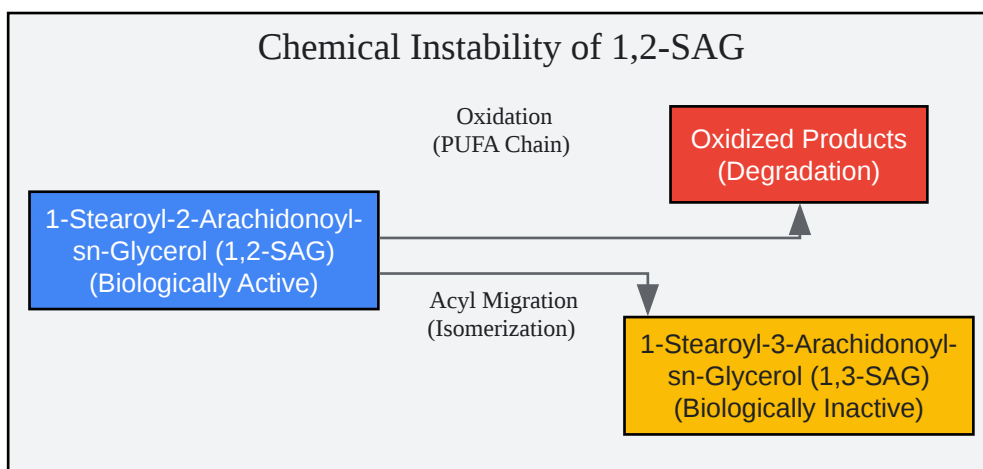 Chemical Instability of 1,2-SAG
Oxidation
(PUFA Chain)
Oxidized Products
(Degradation)
1-Stearoyl-2-Arachidonoyl-
sn-Glycerol (1,2-SAG)
(Biologically Active)
Acyl Migration
(Isomerization)
1-Stearoyl-3-Arachidonoyl-
sn-Glycerol (1,3-SAG)
(Biologically Inactive)